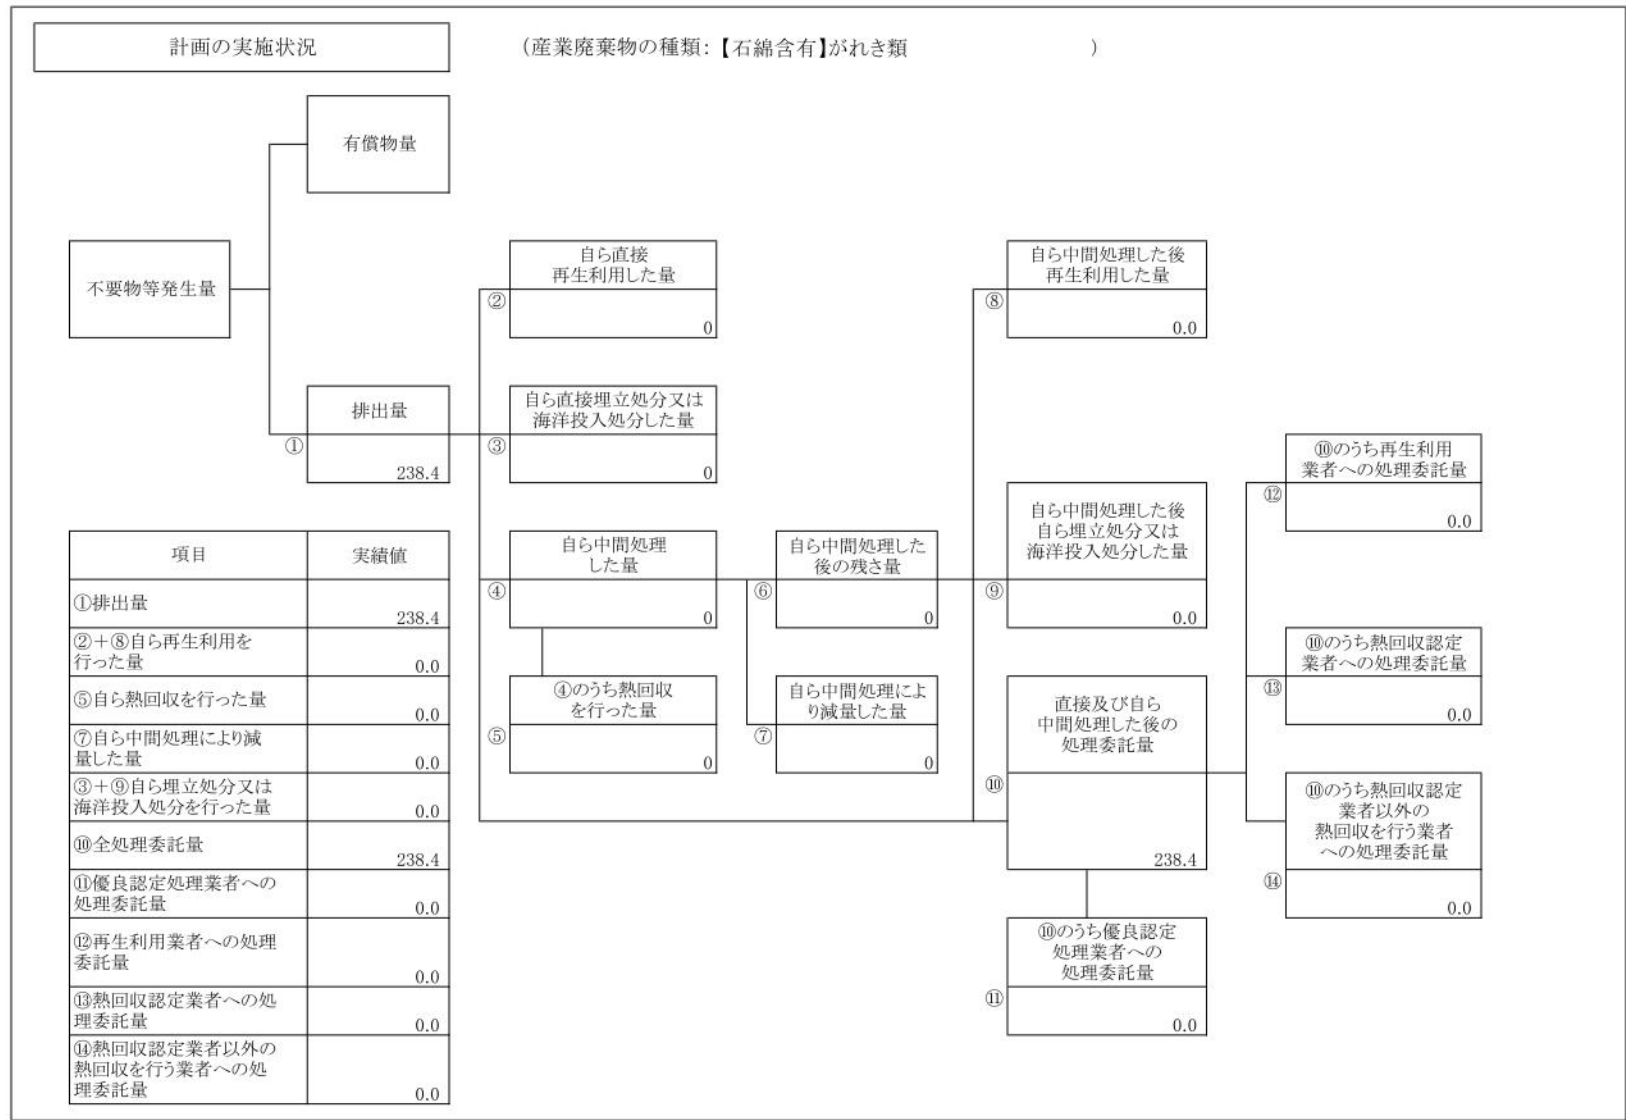 計画の実施状況
（産業廃棄物の種類：【石綿含有】がれき類　　　　　　　　　　）
有償物量
不要物等発生量
自ら直接
再生利用した量
②
0
自ら中間処理した後
再生利用した量
⑧
0.0
排出量
①
238.4
自ら直接埋立処分又は
海洋投入処分した量
③
0
⑩のうち再生利用
業者への処理委託量
⑫
0.0
自ら中間処理した後
自ら埋立処分又は
海洋投入処分した量
⑨
0.0
自ら中間処理
した量
④
0
自ら中間処理した
後の残さ量
⑥
0
⑩のうち熱回収認定
業者への処理委託量
⑬
0.0
④のうち熱回収
を行った量
⑤
0
自ら中間処理によ
り減量した量
⑦
0
直接及び自ら
中間処理した後の
処理委託量
⑩
238.4
⑩のうち熱回収認定
業者以外の
熱回収を行う業者
への処理委託量
⑭
0.0
⑩のうち優良認定
処理業者への
処理委託量
⑪
0.0
項目 実績値
①排出量
238.4
②＋⑧自ら再生利用を
行った量
0.0
⑤自ら熱回収を行った量
0.0
⑦自ら中間処理により減
量した量
0.0
③＋⑨自ら埋立処分又は
海洋投入処分を行った量
0.0
⑩全処理委託量
238.4
⑪優良認定処理業者への
処理委託量
0.0
⑫再生利用業者への処理
委託量
0.0
⑬熱回収認定業者への処
理委託量
0.0
⑭熱回収認定業者以外の
熱回収を行う業者への処
理委託量
0.0